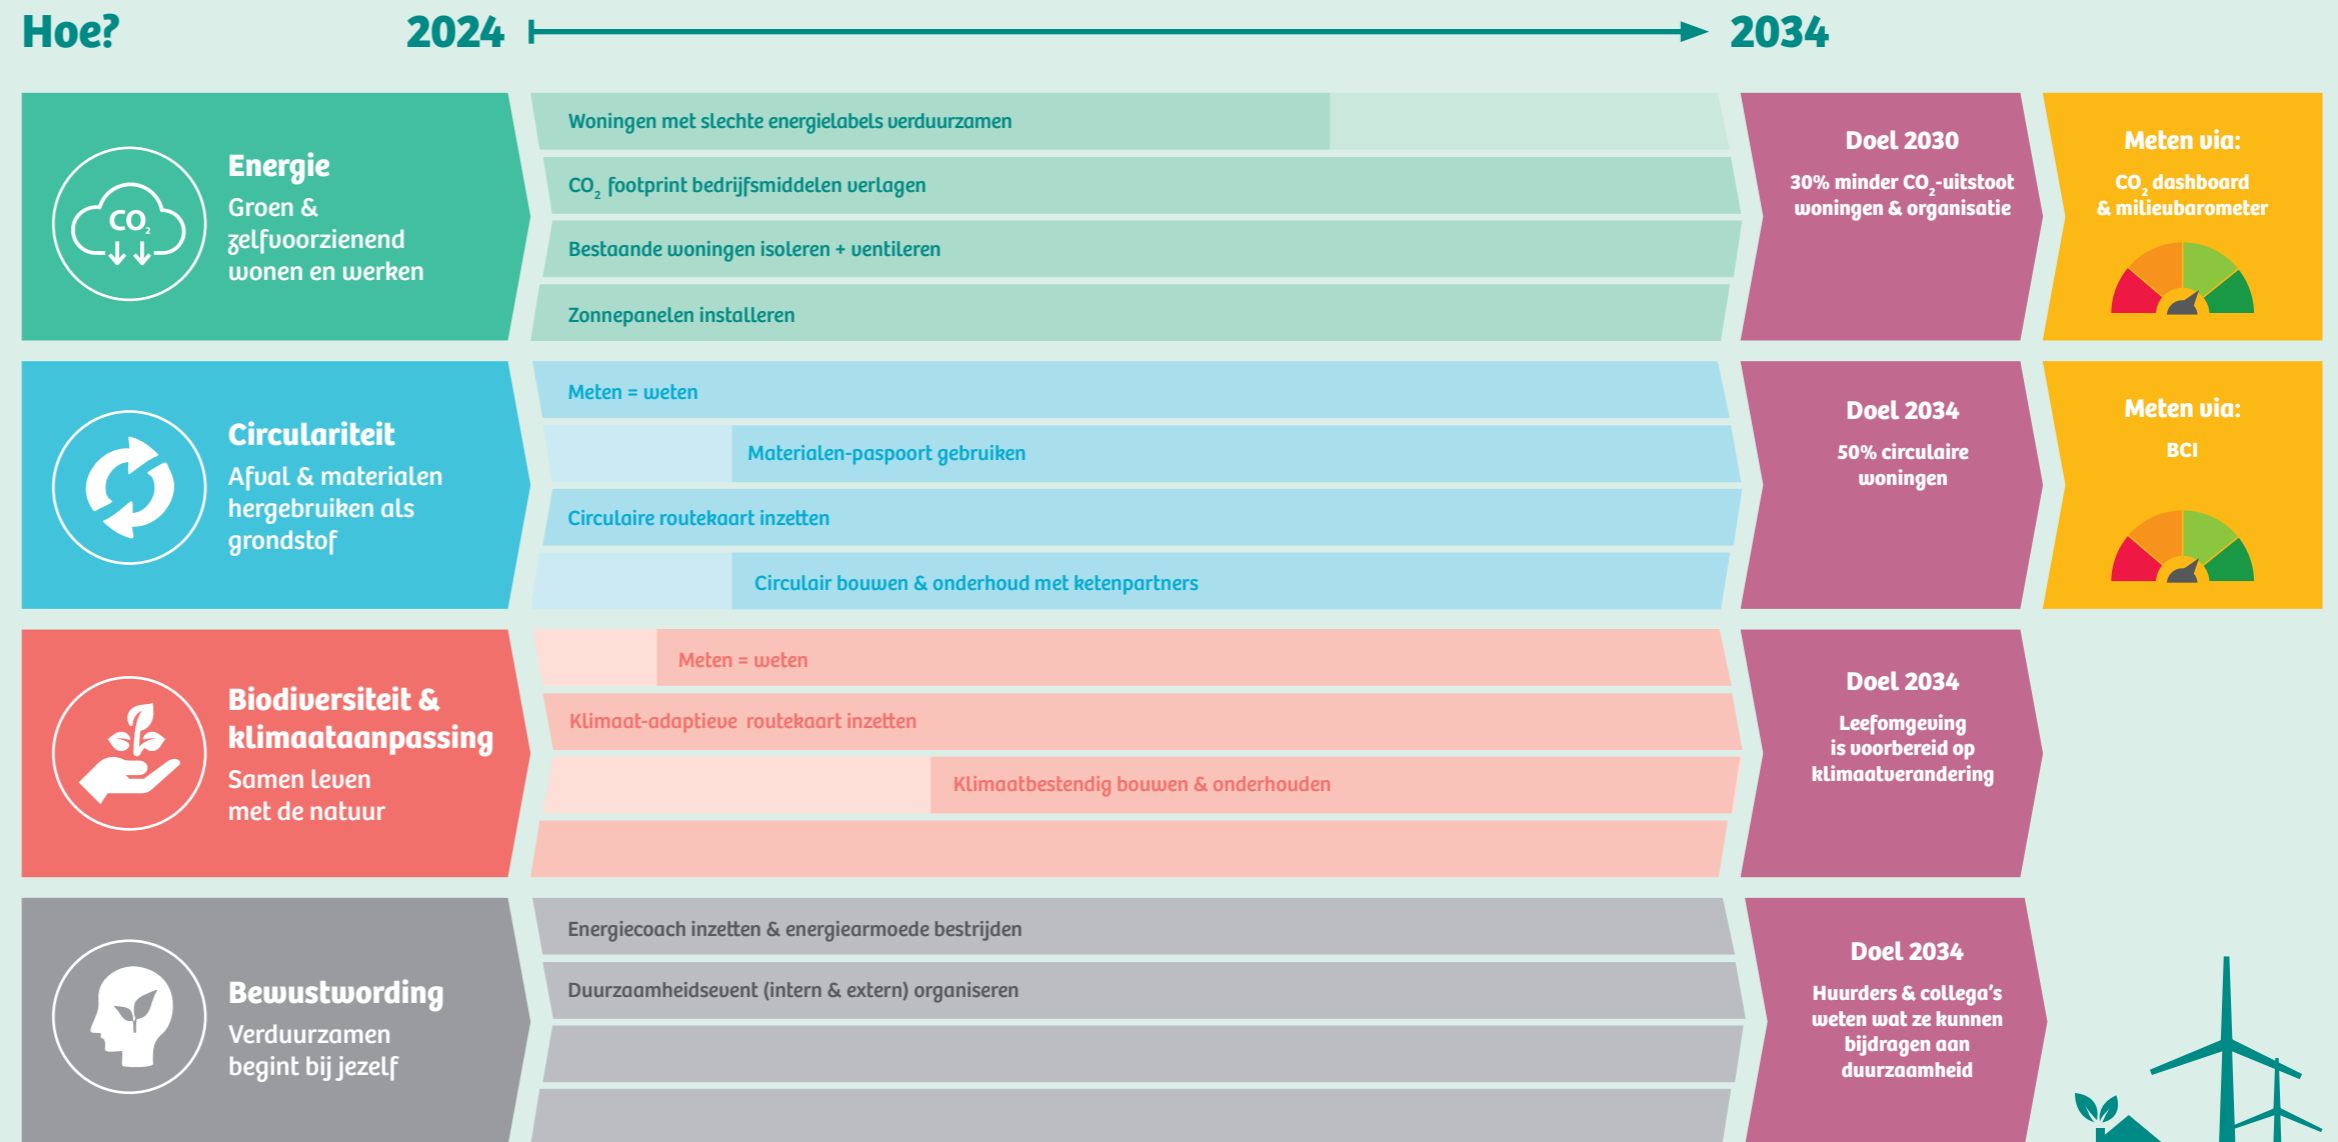 Hoe?
2024
2034
Energie
Groen &
zelfvoorzienend
wonen en werken
CO2
Woningen met slechte energielabels verduurzamen
CO2 footprint bedrijfsmiddelen verlagen
Bestaande woningen isoleren + ventileren
Zonnepanelen installeren
Doel 2030
30% minder CO2-uitstoot
woningen & organisatie
Meten via:
CO2 dashboard
& milieubarometer
Circulariteit
Afval & materialen
hergebruiken als
grondstof
Meten = weten
Materialen-paspoort gebruiken
Circulaire routekaart inzetten
Circulair bouwen & onderhoud met ketenpartners
Doel 2034
50% circulaire
woningen
Meten via:
BCI
Biodiversiteit &
klimaataanpassing
Samen leven
met de natuur
Meten = weten
Klimaat-adaptieve routekaart inzetten
Klimaatbestendig bouwen & onderhouden
Doel 2034
Leefomgeving
is voorbereid op
klimaatverandering
Bewustwording
Verduurzamen
begint bij jezelf
Energiecoach inzetten & energiearmoede bestrijden
Duurzaamheidsevent (intern & extern) organiseren
Doel 2034
Huurders & collega's
weten wat ze kunnen
bijdragen aan
duurzaamheid